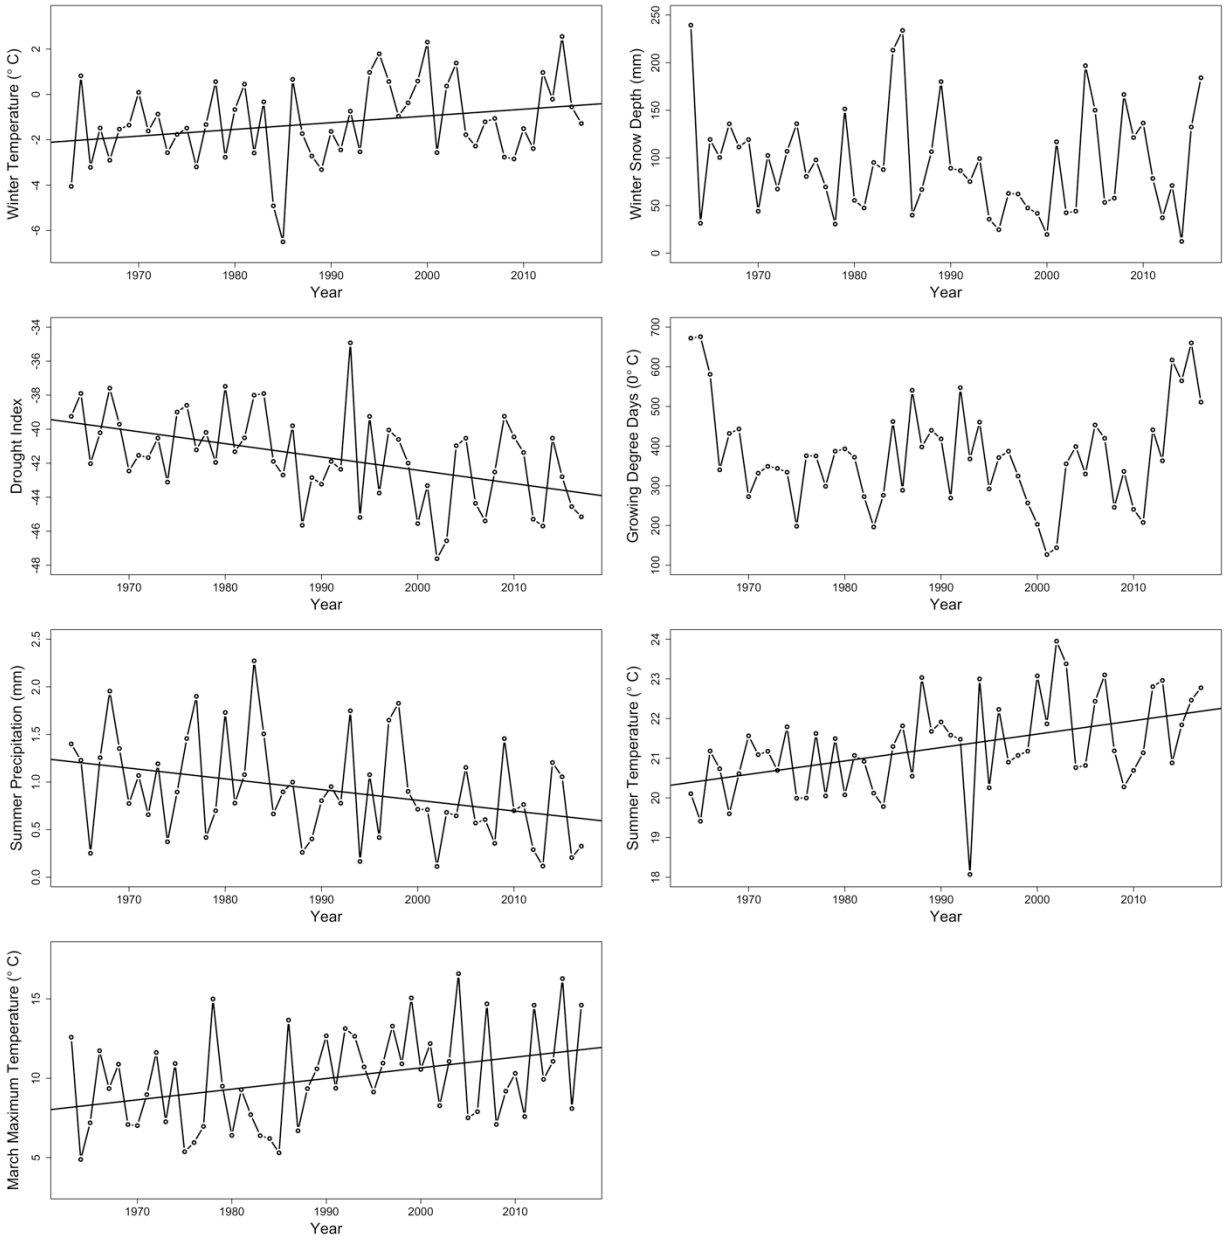 Winter Temperature (° C)
2
0
-2
-4
-6
1970 1980 1990 2000 2010
Year
Winter Snow Depth (mm)
250
200
150
100
50
0
1970 1980 1990 2000 2010
Year
Drought Index
-34
-36
-38
-40
-42
-44
-46
-48
1970 1980 1990 2000 2010
Year
Growing Degree Days (0° C)
700
600
500
400
300
200
100
1970 1980 1990 2000 2010
Year
Summer Precipitation (mm)
2.5
2.0
1.5
1.0
0.5
0.0
1970 1980 1990 2000 2010
Year
Summer Temperature (° C)
24
23
22
21
20
19
18
1970 1980 1990 2000 2010
Year
March Maximum Temperature (° C)
15
10
5
1970 1980 1990 2000 2010
Year